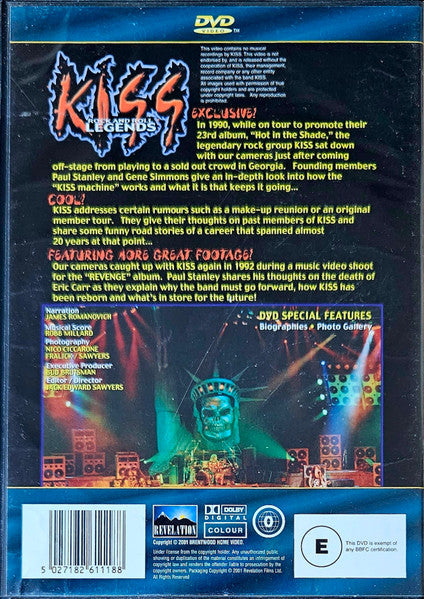 DVD
VIDEO TM
This video contains no musical
recordings by KISS. This video is not
endorsed by, and is released without the
cooperation of KISS, their management,
record company or any other entity
associated with the band KISS.
All images used with permission of true
copyright holders and are protected
under copyright. Any reproduction
is prohibited.
KISS
ROCK AND ROLL
LEGENDS
EXCLUSIVE!
In 1990, while on tour to promote their
23rd album, "Hot in the Shade," the
legendary rock group KISS sat down
with our cameras just after coming
off-stage from playing to a sold out crowd in Georgia. Founding members
Paul Stanley and Gene Simmons give an in-depth look into how the
"KISS machine" works and what it is that keeps it going...
COOL!
KISS addresses certain rumours such as a make-up reunion or an original
member tour. They give their thoughts on past members of KISS and
share some funny road stories of a career that spanned almost
20 years at that point...
FEATURING MORE GREAT FOOTAGE!
Our cameras caught up with KISS again in 1992 during a music video shoot
for the "REVENGE" album. Paul Stanley shares his thoughts on the death of
Eric Carr as they explain why the band must go forward, how KISS has
been reborn and what's in store for the future!
Narration
JAMES ROMANOVICH
Musical Score
ROBB MILLARD
Photography
NICO CICCARONE
FRALICK / SAWYERS
Executive Producer
BUD BRUTSMAN
Editor / Director
JACK EDWARD SAWYERS
DVD SPECIAL FEATURES
Biographies • Photo Gallery
REVELATION
DOLBY
DIGITAL
COLOUR
0
E
This DVD is exempt of
any BBFC certification.
Copyright © 2001 BRENTWOOD HOME VIDEO.
Under license from the copyright holder. Any unauthorized public
showing or duplication of the material constitutes an infringement of
copyright law and renders the offender liable to prosecution by the
copyright owners. Packaging Copyright © 2001 Revelation Films Ltd.
All Rights Reserved
5 027182 611188